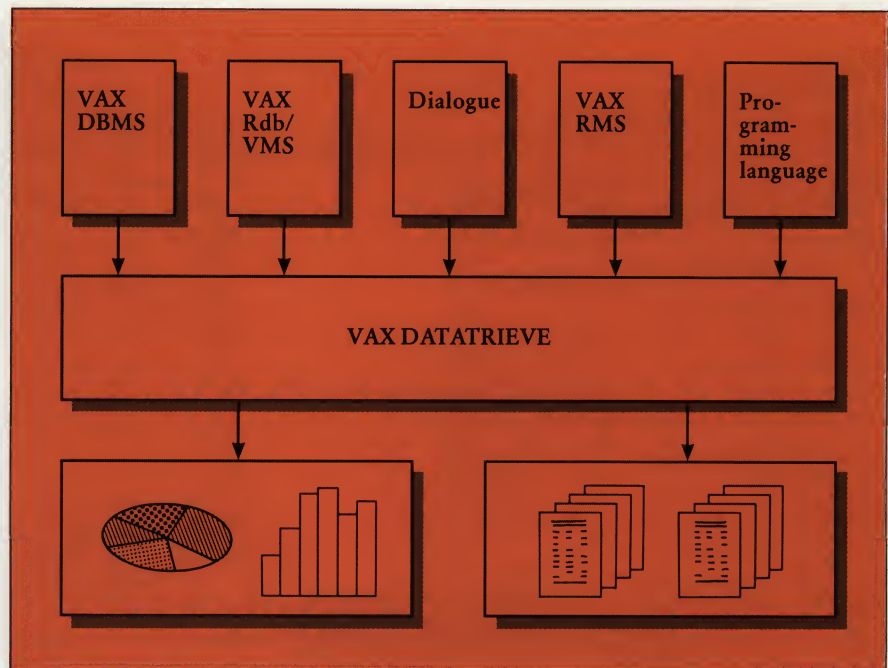 VAX
DBMS
VAX
Rdb/
VMS
Dialogue
VAX
RMS
Pro-
gram-
ming
language
VAX DATATRIEVE